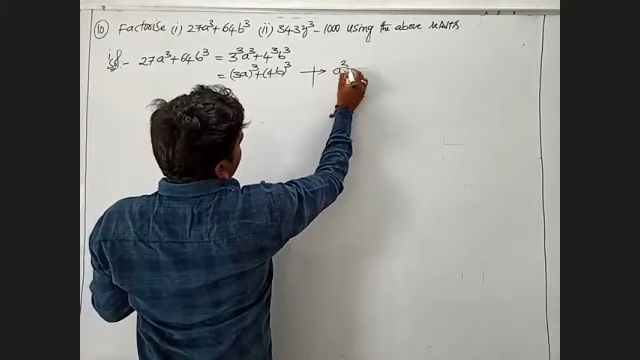 ⑩ Factorise (i) 27a³+64b³ (ii) 343y³-1000 using the above results
Sol- 27a³+64b³ = 3³a³+4³b³
= (3a)³+(4b)³ → a³